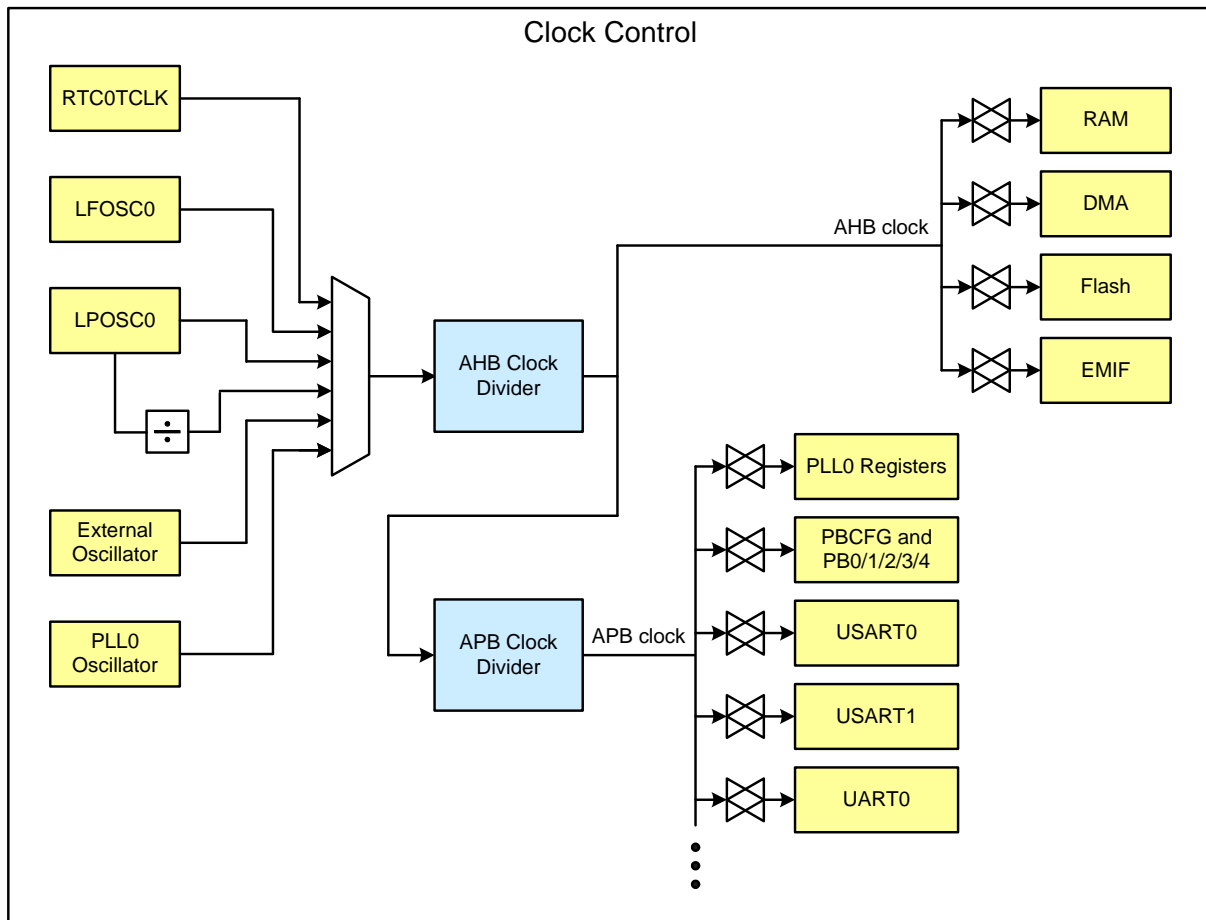 Clock Control
RTC0TCLK
LFOSC0
LPOSC0
÷
External
Oscillator
PLL0
Oscillator
AHB Clock
Divider
APB Clock
Divider
AHB clock
APB clock
RAM
DMA
Flash
EMIF
PLL0 Registers
PBCFG and
PB0/1/2/3/4
USART0
USART1
UART0